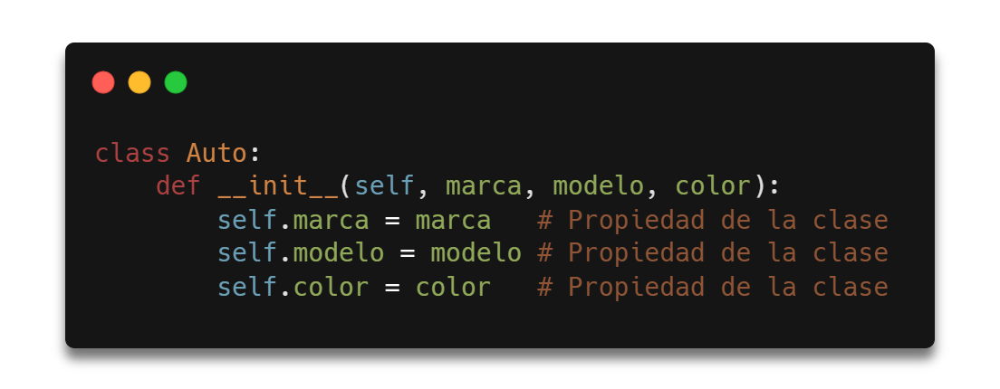 class Auto:
    def __init__(self, marca, modelo, color):
        self.marca = marca   # Propiedad de la clase
        self.modelo = modelo # Propiedad de la clase
        self.color = color   # Propiedad de la clase